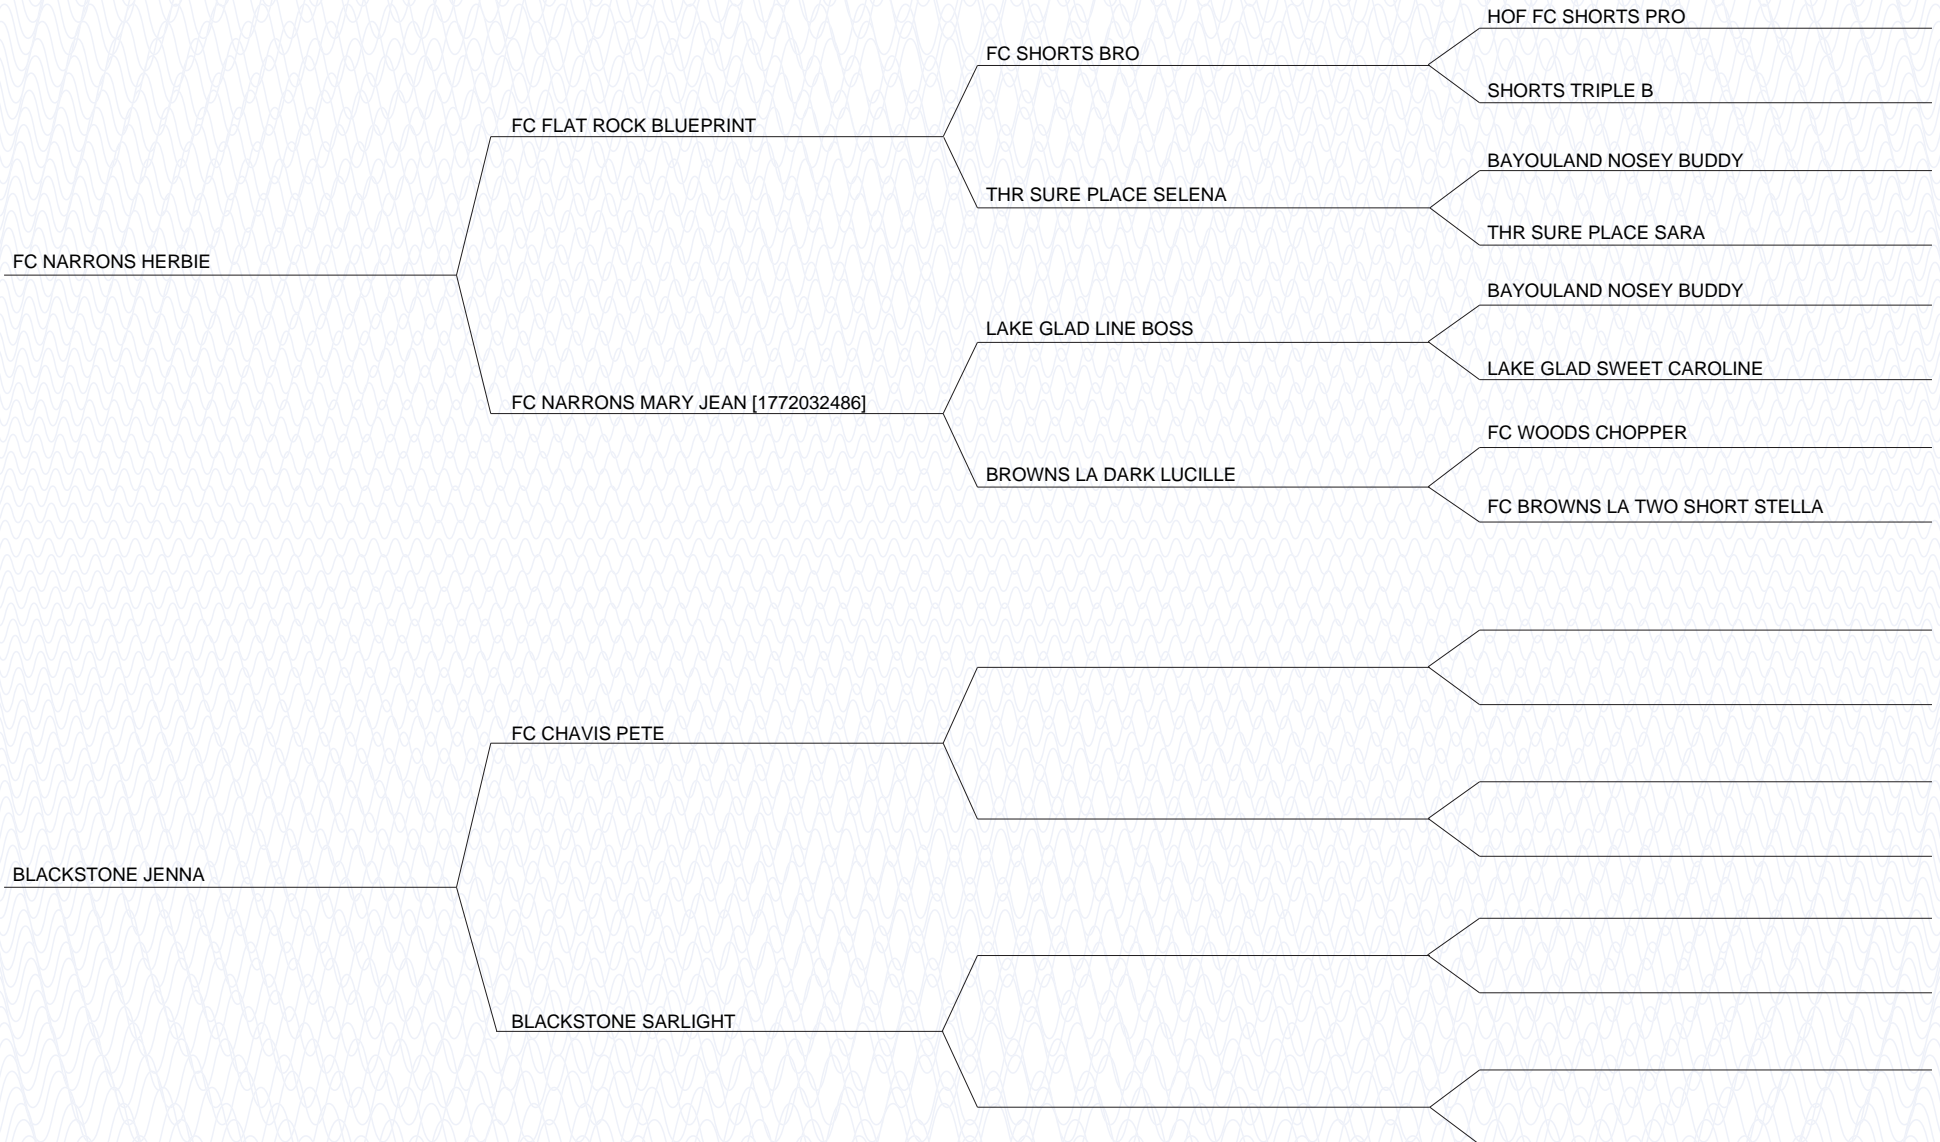 HOF FC SHORTS PRO
FC SHORTS BRO
SHORTS TRIPLE B
FC FLAT ROCK BLUEPRINT
BAYOULAND NOSEY BUDDY
THR SURE PLACE SELENA
THR SURE PLACE SARA
FC NARRONS HERBIE
BAYOULAND NOSEY BUDDY
LAKE GLAD LINE BOSS
LAKE GLAD SWEET CAROLINE
FC NARRONS MARY JEAN [1772032486]
FC WOODS CHOPPER
BROWNS LA DARK LUCILLE
FC BROWNS LA TWO SHORT STELLA
FC CHAVIS PETE
BLACKSTONE JENNA
BLACKSTONE SARLIGHT